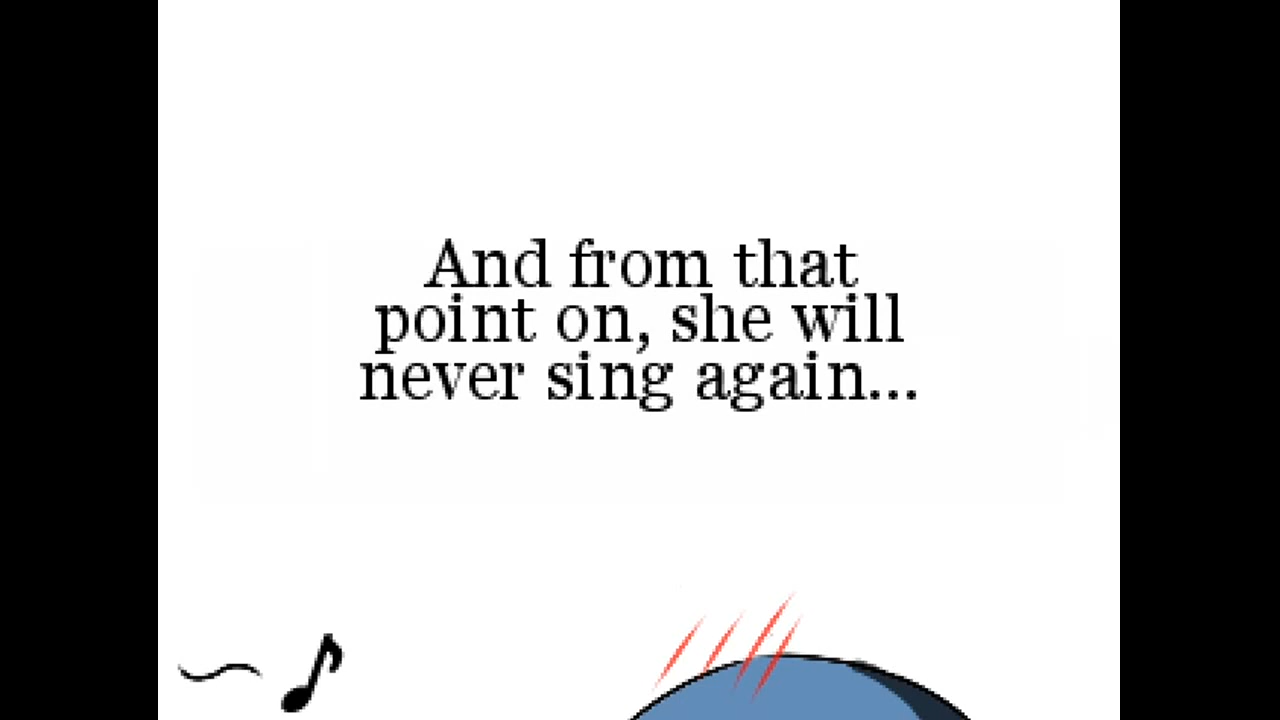 And from that
point on, she will
never sing again...